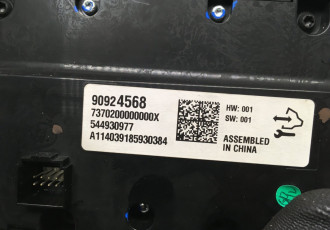 90924568
7370200000000X
544930977
A114039185930384
HW: 001
SW: 001
ASSEMBLED
IN CHINA